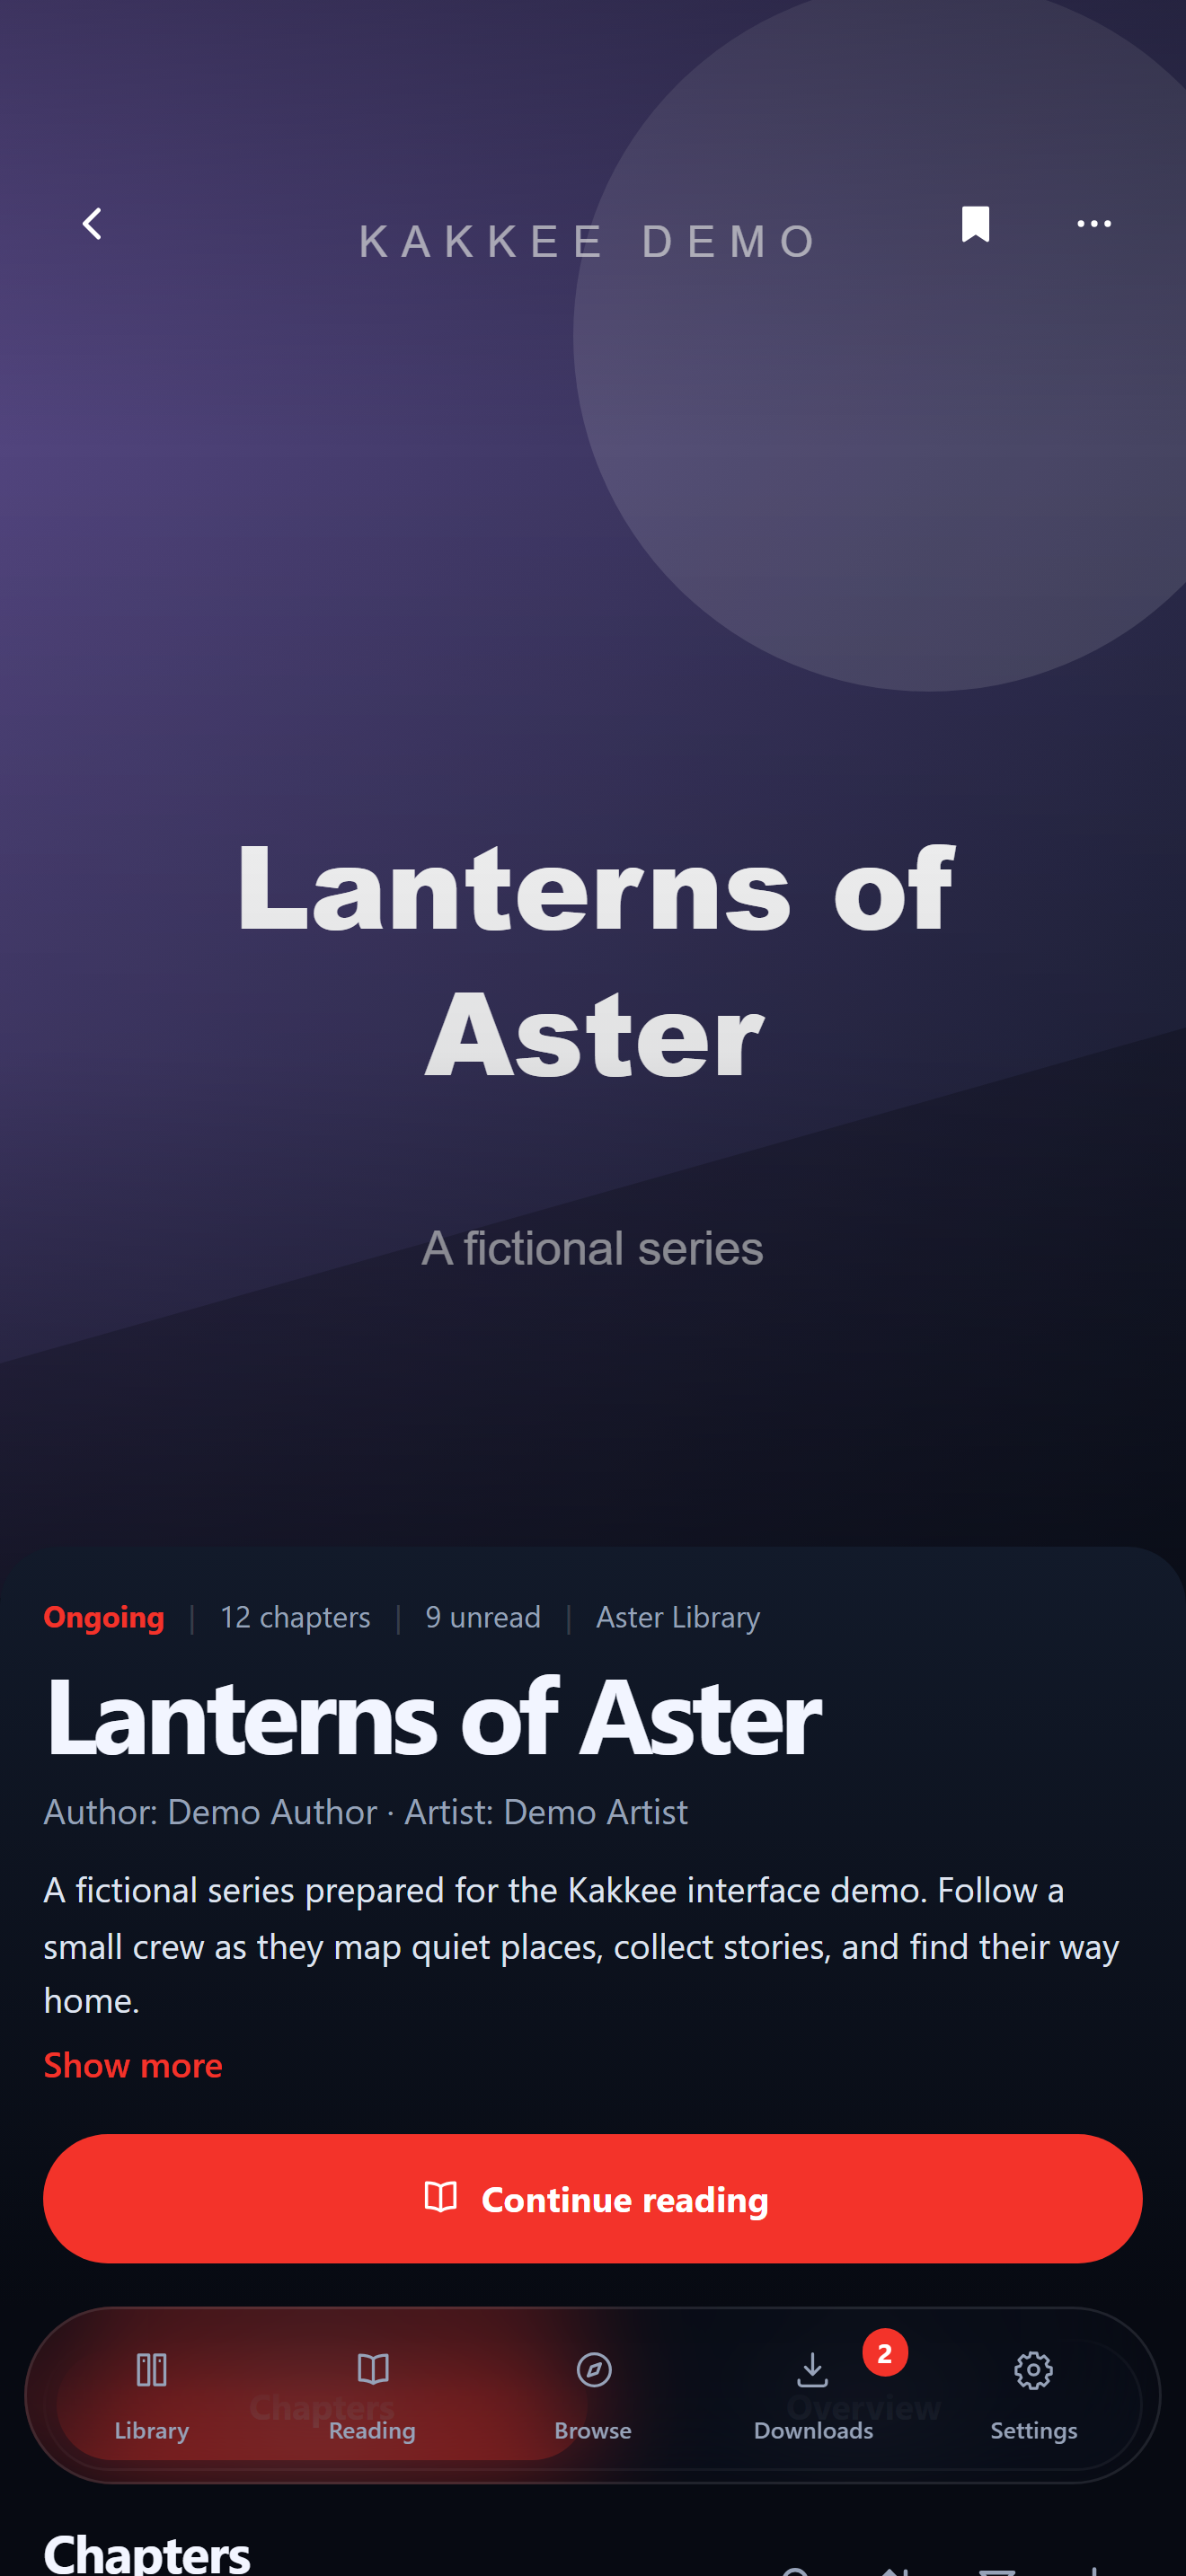 KAKKEE DEMO
Lanterns of
Aster
A fictional series
Ongoing | 12 chapters | 9 unread | Aster Library
Lanterns of Aster
Author: Demo Author · Artist: Demo Artist
A fictional series prepared for the Kakkee interface demo. Follow a
small crew as they map quiet places, collect stories, and find their way
home.
Show more
Continue reading
2
Chapters Overview
Library Reading Browse Downloads Settings
Chapters